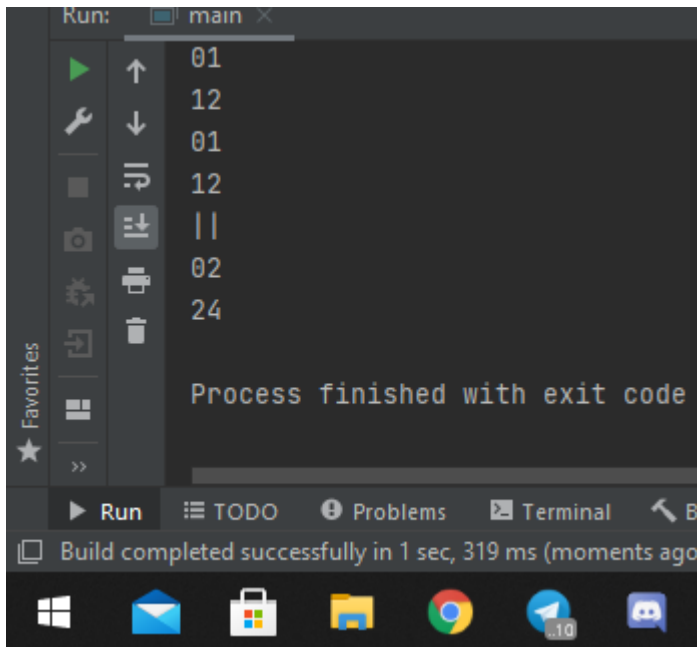 Run: main
01
12
01
12
||
02
24
Process finished with exit code
Favorites
Run TODO Problems Terminal B
Build completed successfully in 1 sec, 319 ms (moments ago
..10